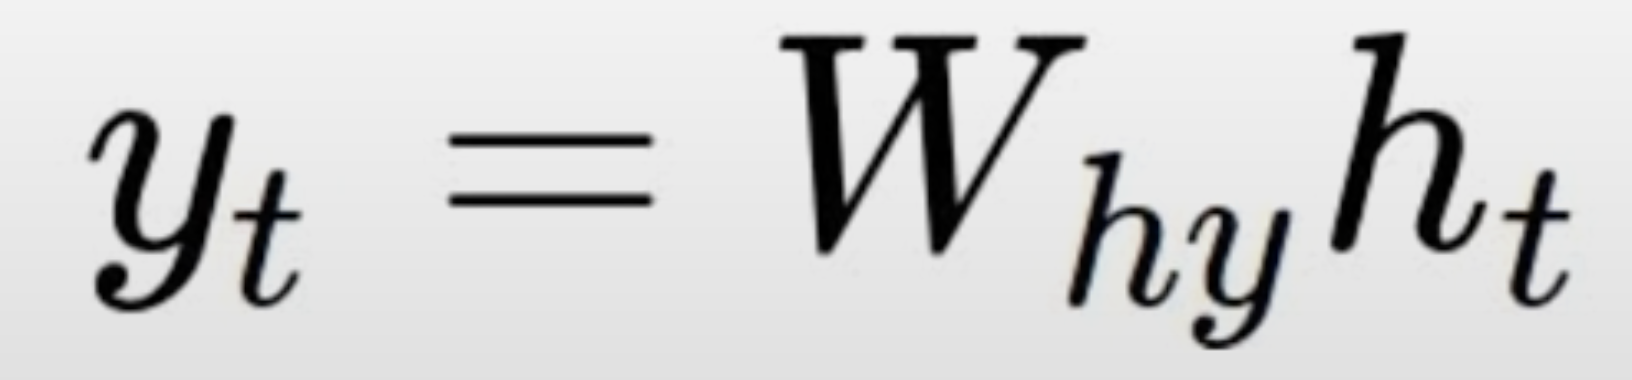 y_t = W_{hy} h_t